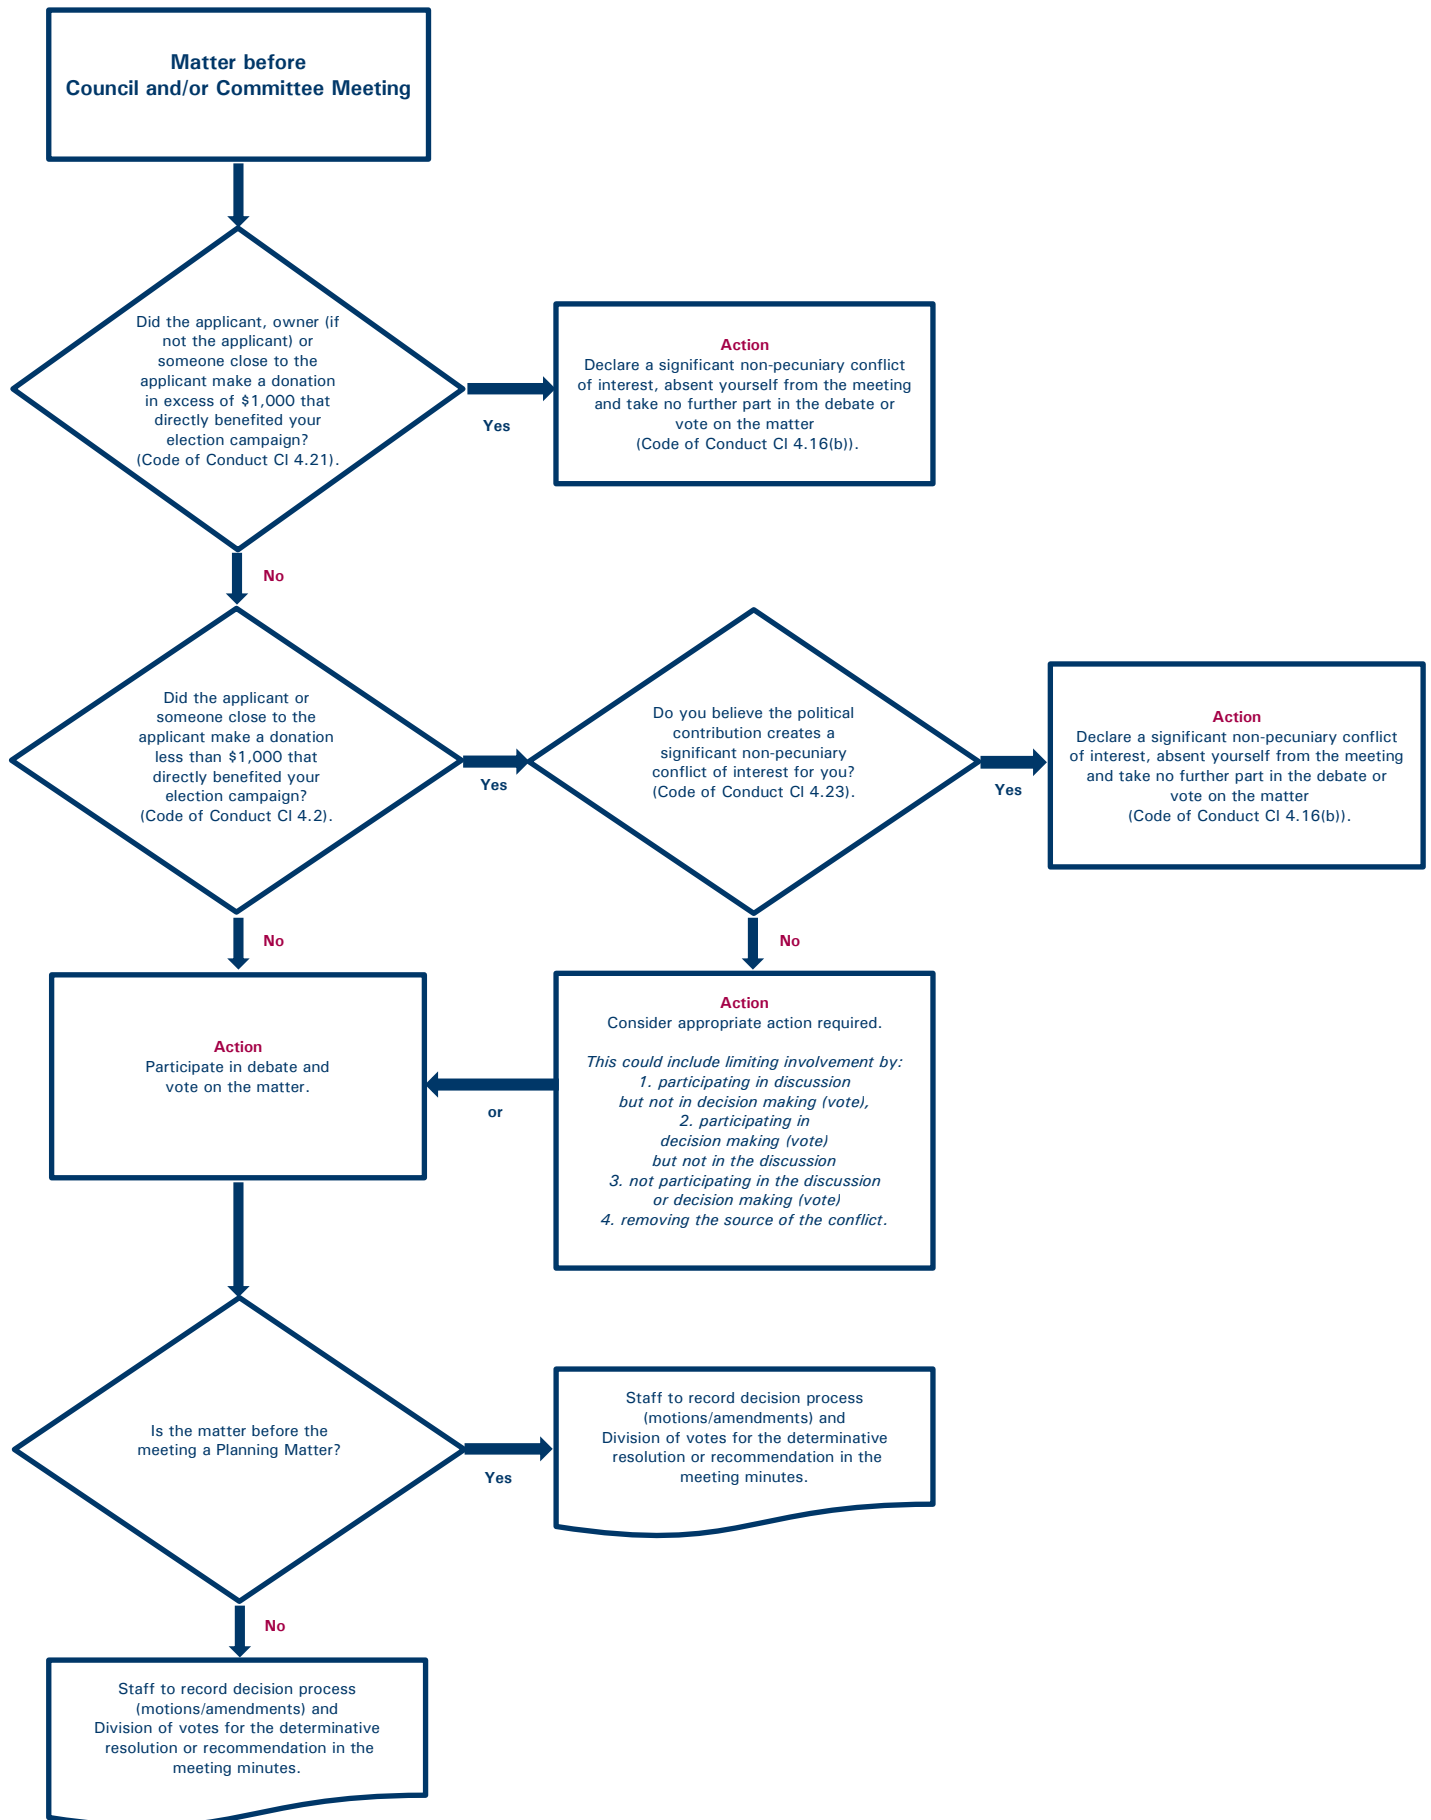 Matter before
Council and/or Committee Meeting
Did the applicant, owner (if
not the applicant) or
someone close to the
applicant make a donation
in excess of $1,000 that
directly benefited your
election campaign?
(Code of Conduct Cl 4.21).
Yes
Action
Declare a significant non-pecuniary conflict
of interest, absent yourself from the meeting
and take no further part in the debate or
vote on the matter
(Code of Conduct Cl 4.16(b)).
No
Did the applicant or
someone close to the
applicant make a donation
less than $1,000 that
directly benefited your
election campaign?
(Code of Conduct Cl 4.2).
Yes
Do you believe the political
contribution creates a
significant non-pecuniary
conflict of interest for you?
(Code of Conduct Cl 4.23).
Yes
Action
Declare a significant non-pecuniary conflict
of interest, absent yourself from the meeting
and take no further part in the debate or
vote on the matter
(Code of Conduct Cl 4.16(b)).
No
No
Action
Participate in debate and
vote on the matter.
or
Action
Consider appropriate action required.
This could include limiting involvement by:
1. participating in discussion
but not in decision making (vote),
2. participating in
decision making (vote)
but not in the discussion
3. not participating in the discussion
or decision making (vote)
4. removing the source of the conflict.
Is the matter before the
meeting a Planning Matter?
Yes
Staff to record decision process
(motions/amendments) and
Division of votes for the determinative
resolution or recommendation in the
meeting minutes.
No
Staff to record decision process
(motions/amendments) and
Division of votes for the determinative
resolution or recommendation in the
meeting minutes.